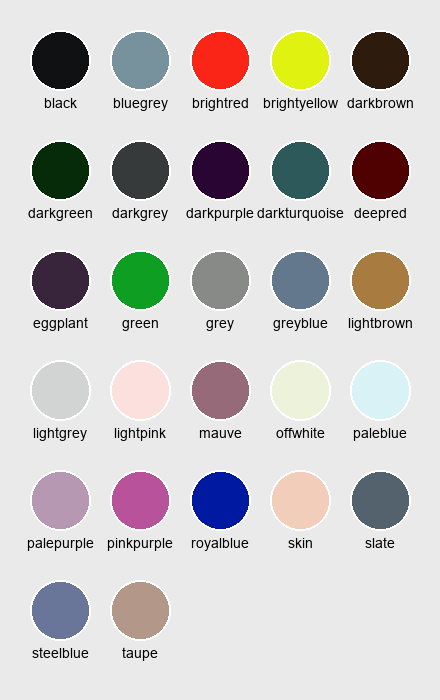 black bluegrey brightred brightyellow darkbrown
darkgreen darkgrey darkpurple darkturquoise deepred
eggplant green grey greyblue lightbrown
lightgrey lightpink mauve offwhite paleblue
palepurple pinkpurple royalblue skin slate
steelblue taupe